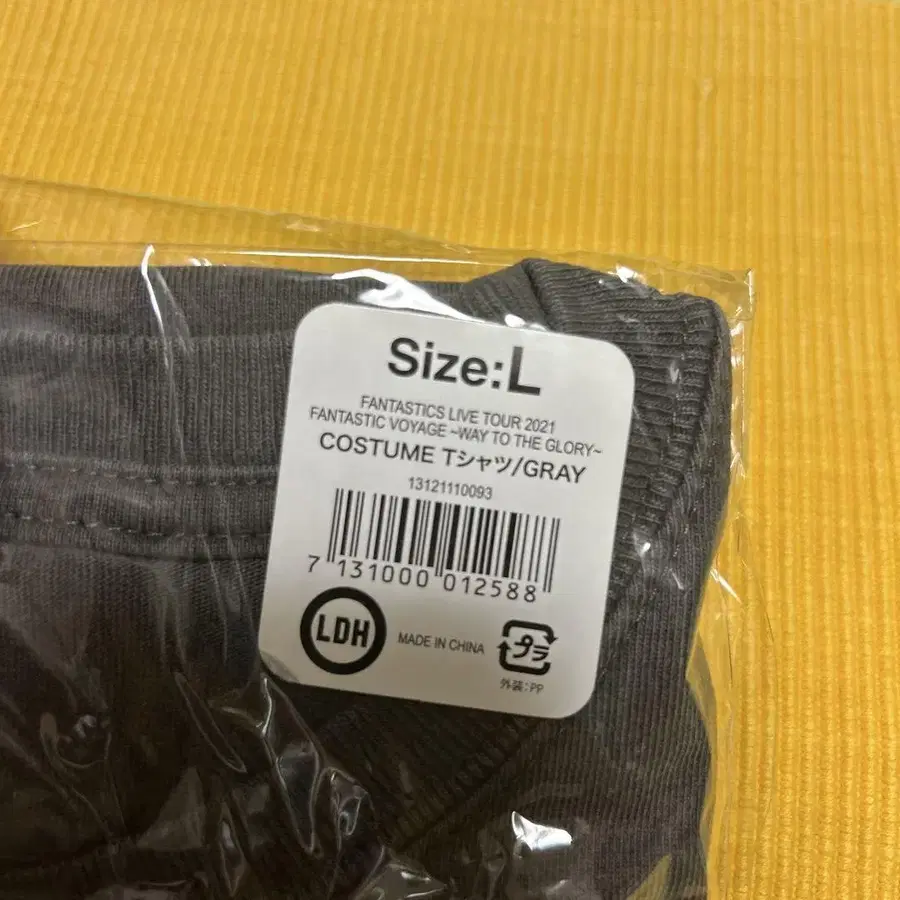 Size:L
FANTASTICS LIVE TOUR 2021
FANTASTIC VOYAGE ~WAY TO THE GLORY~
COSTUME Tシャツ/GRAY
13121110093
7 131000 012588
LDH
MADE IN CHINA
プラ
外装:PP